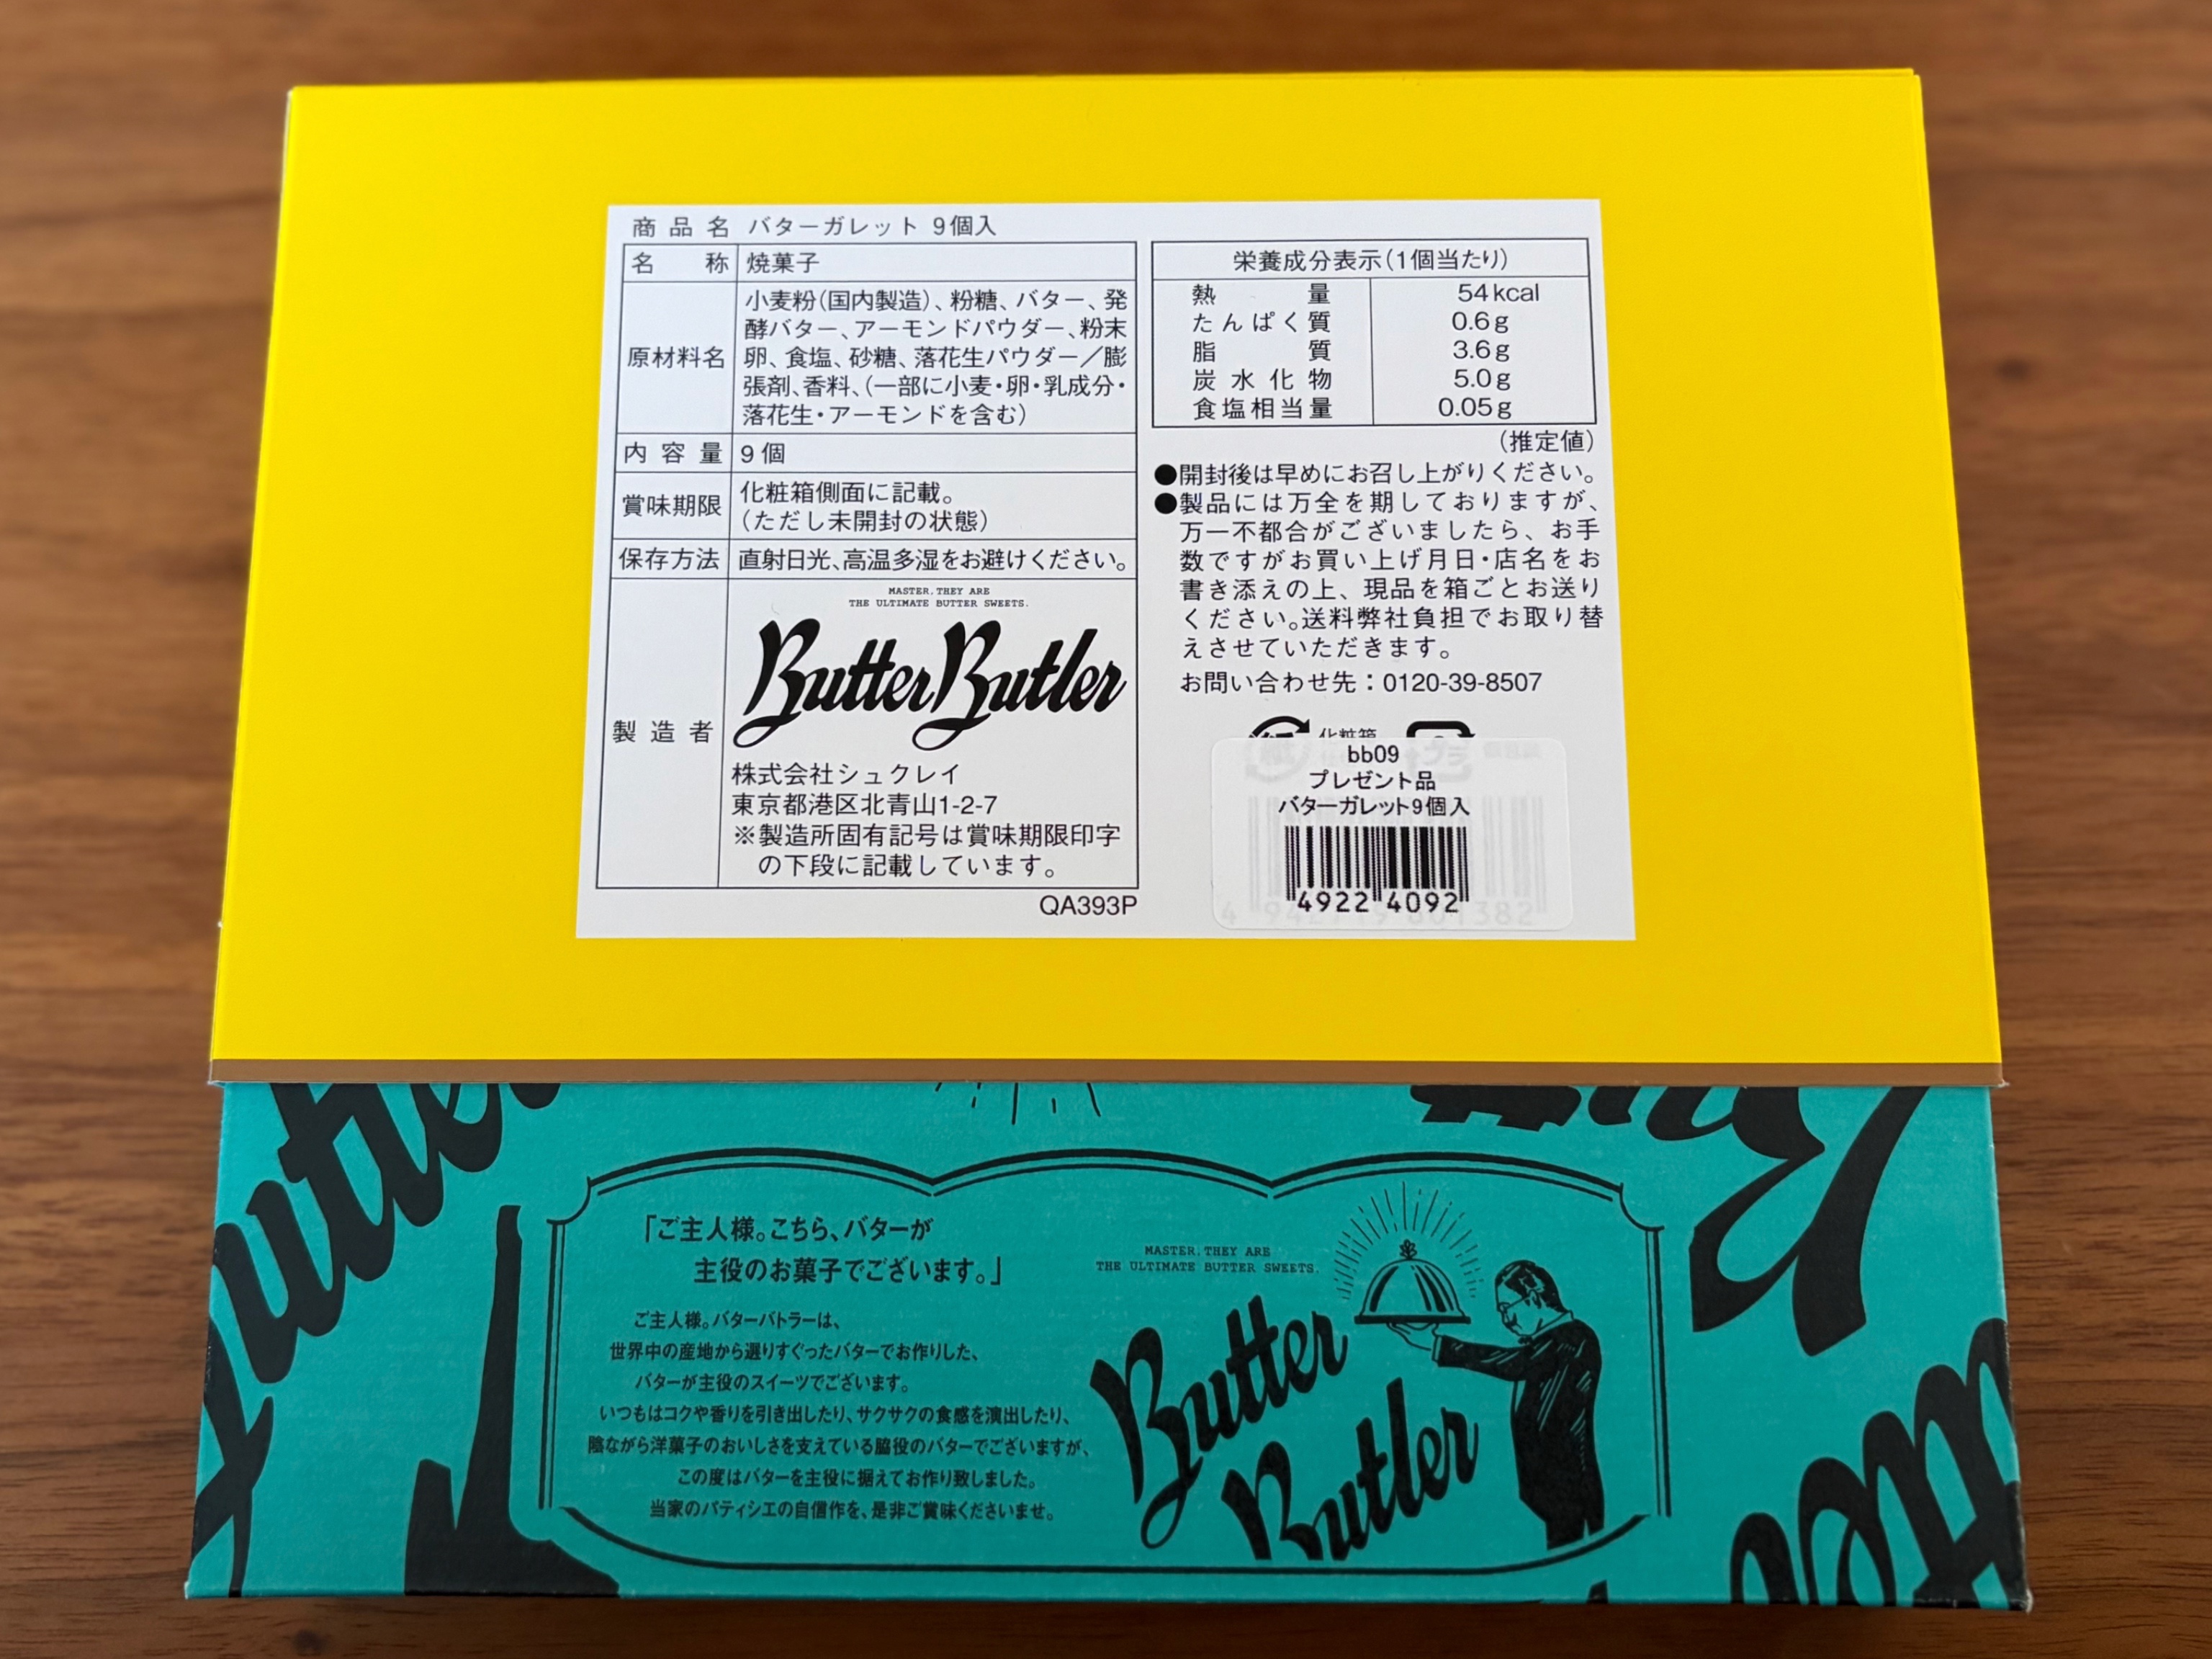 商品名 バターガレット 9個入
名称 焼菓子
原材料名 小麦粉(国内製造)、粉糖、バター、発
酵バター、アーモンドパウダー、粉末
卵、食塩、砂糖、落花生パウダー／膨
張剤、香料、(一部に小麦・卵・乳成分・
落花生・アーモンドを含む)
内容量 9個
賞味期限 化粧箱側面に記載。
(ただし未開封の状態)
保存方法 直射日光、高温多湿をお避けください。
製造者
MASTER, THEY ARE
THE ULTIMATE BUTTER SWEETS.
Butter Butler
株式会社シュクレイ
東京都港区北青山1-2-7
※製造所固有記号は賞味期限印字
の下段に記載しています。
QA393P
栄養成分表示(1個当たり)
熱量 54kcal
たんぱく質 0.6g
脂質 3.6g
炭水化物 5.0g
食塩相当量 0.05g
(推定値)
●開封後は早めにお召し上がりください。
●製品には万全を期しておりますが、
万一不都合がございましたら、お手
数ですがお買い上げ月日・店名をお
書き添えの上、現品を箱ごとお送り
ください。送料弊社負担でお取り替
えさせていただきます。
お問い合わせ先：0120-39-8507
化粧箱
bb09
プレゼント品
バターガレット9個入
4922 4092
「ご主人様。こちら、バターが
主役のお菓子でございます。」
ご主人様。バターバトラーは、
世界中の産地から選りすぐったバターでお作りした、
バターが主役のスイーツでございます。
いつもはコクや香りを引き出したり、サクサクの食感を演出したり、
陰ながら洋菓子のおいしさを支えている脇役のバターでございますが、
この度はバターを主役に据えてお作り致しました。
当家のパティシエの自信作を、是非ご賞味くださいませ。
MASTER, THEY ARE
THE ULTIMATE BUTTER SWEETS.
Butter
Butler